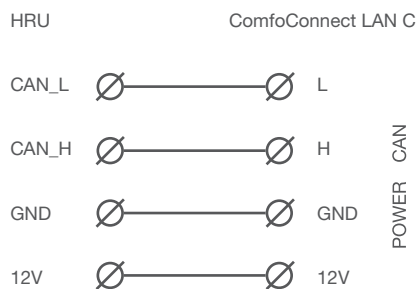 HRU ComfoConnect LAN C
CAN_L L
CAN_H H
CAN
GND GND
POWER
12V 12V